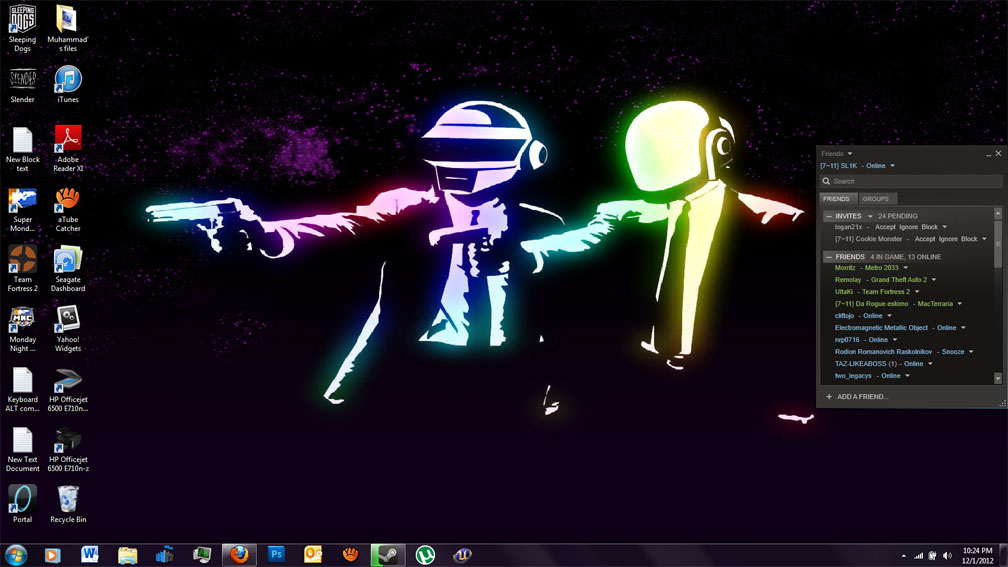 SLEEPING
DOGS
Sleeping
Dogs
Muhammad'
s files
SLENDER
Slender
iTunes
New Block
text
Adobe
Reader XI
Super
Mond...
aTube
Catcher
Team
Fortress 2
Seagate
Dashboard
MNC
Monday
Night ...
Yahoo!
Widgets
Keyboard
ALT com...
HP Officejet
6500 E710n...
New Text
Document
HP Officejet
6500 E710n-z
Portal
Recycle Bin
Friends
{7~11} SL1K - Online
Search
FRIENDS GROUPS
INVITES 24 PENDING
logan21x - Accept Ignore Block
{7~11} Cookie Monster - Accept Ignore Block
FRIENDS 4 IN GAME, 13 ONLINE
Morritz - Metro 2033
Remolay - Grand Theft Auto 2
UltaKi - Team Fortress 2
{7~11} Da Rogue eskimo - MacTerraria
cliftojo - Online
Electromagnetic Metallic Object - Online
nrp0716 - Online
Rodion Romanovich Raskolnikov - Snooze
TAZ-LIKEABOSS (1) - Online
two_legacys - Online
+ ADD A FRIEND...
W
Ps
10:24 PM
12/1/2012